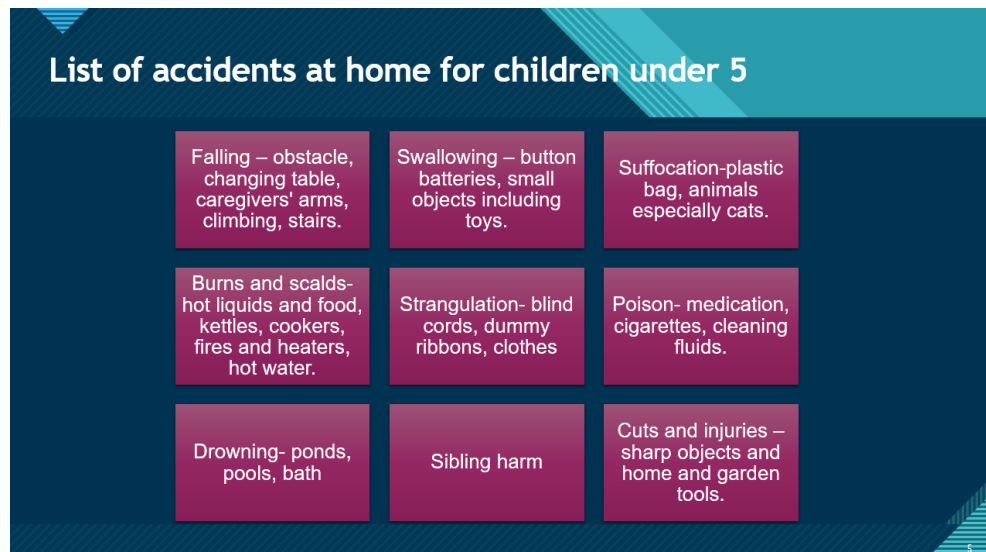 List of accidents at home for children under 5
Falling – obstacle,
changing table,
caregivers' arms,
climbing, stairs.
Swallowing – button
batteries, small
objects including
toys.
Suffocation-plastic
bag, animals
especially cats.
Burns and scalds-
hot liquids and food,
kettles, cookers,
fires and heaters,
hot water.
Strangulation- blind
cords, dummy
ribbons, clothes
Poison- medication,
cigarettes, cleaning
fluids.
Drowning- ponds,
pools, bath
Sibling harm
Cuts and injuries –
sharp objects and
home and garden
tools.
5